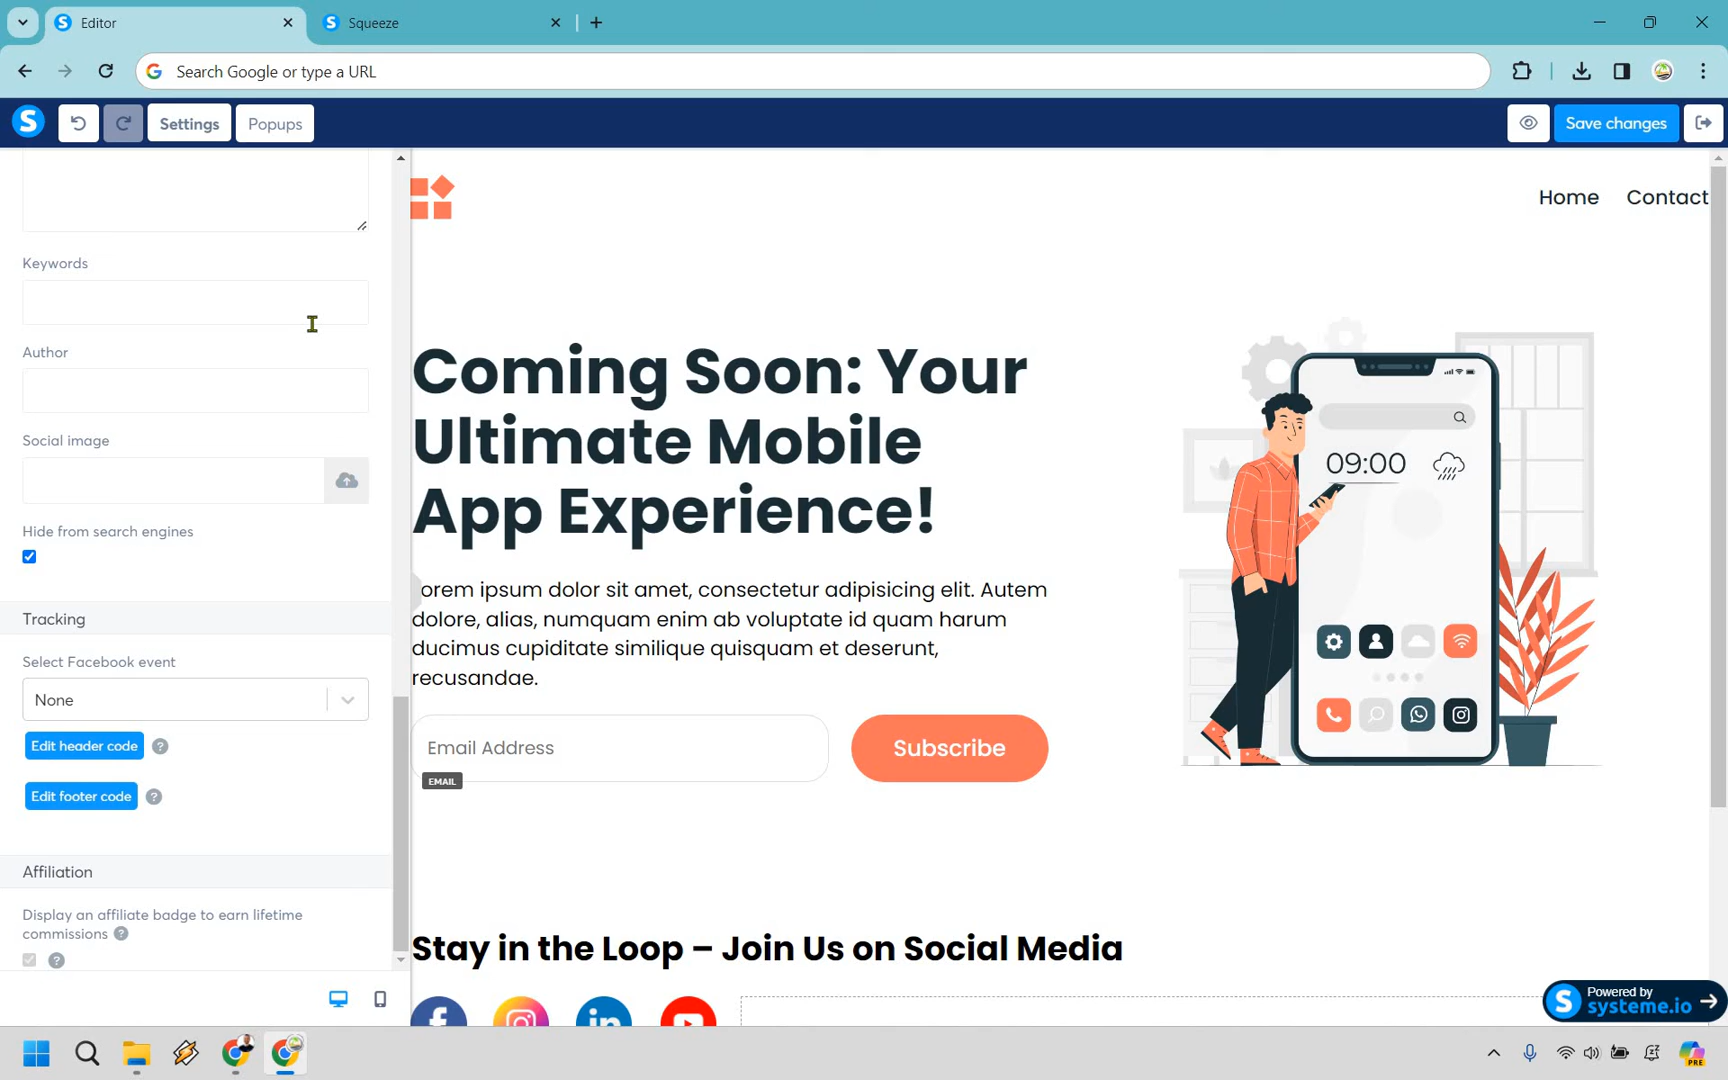 Editor
Squeeze
Search Google or type a URL
S
Settings
Popups
Save changes
Keywords
Author
Social image
Hide from search engines
Tracking
Select Facebook event
None
Edit header code
?
Edit footer code
?
Affiliation
Display an affiliate badge to earn lifetime
commissions ?
?
Home Contact
Coming Soon: Your
Ultimate Mobile
App Experience!
orem ipsum dolor sit amet, consectetur adipisicing elit. Autem
dolore, alias, numquam enim ab voluptate id quam harum
ducimus cupiditate similique quisquam et deserunt,
recusandae.
Email Address
EMAIL
Subscribe
09:00
Stay in the Loop – Join Us on Social Media
Powered by
systeme.io
PRE